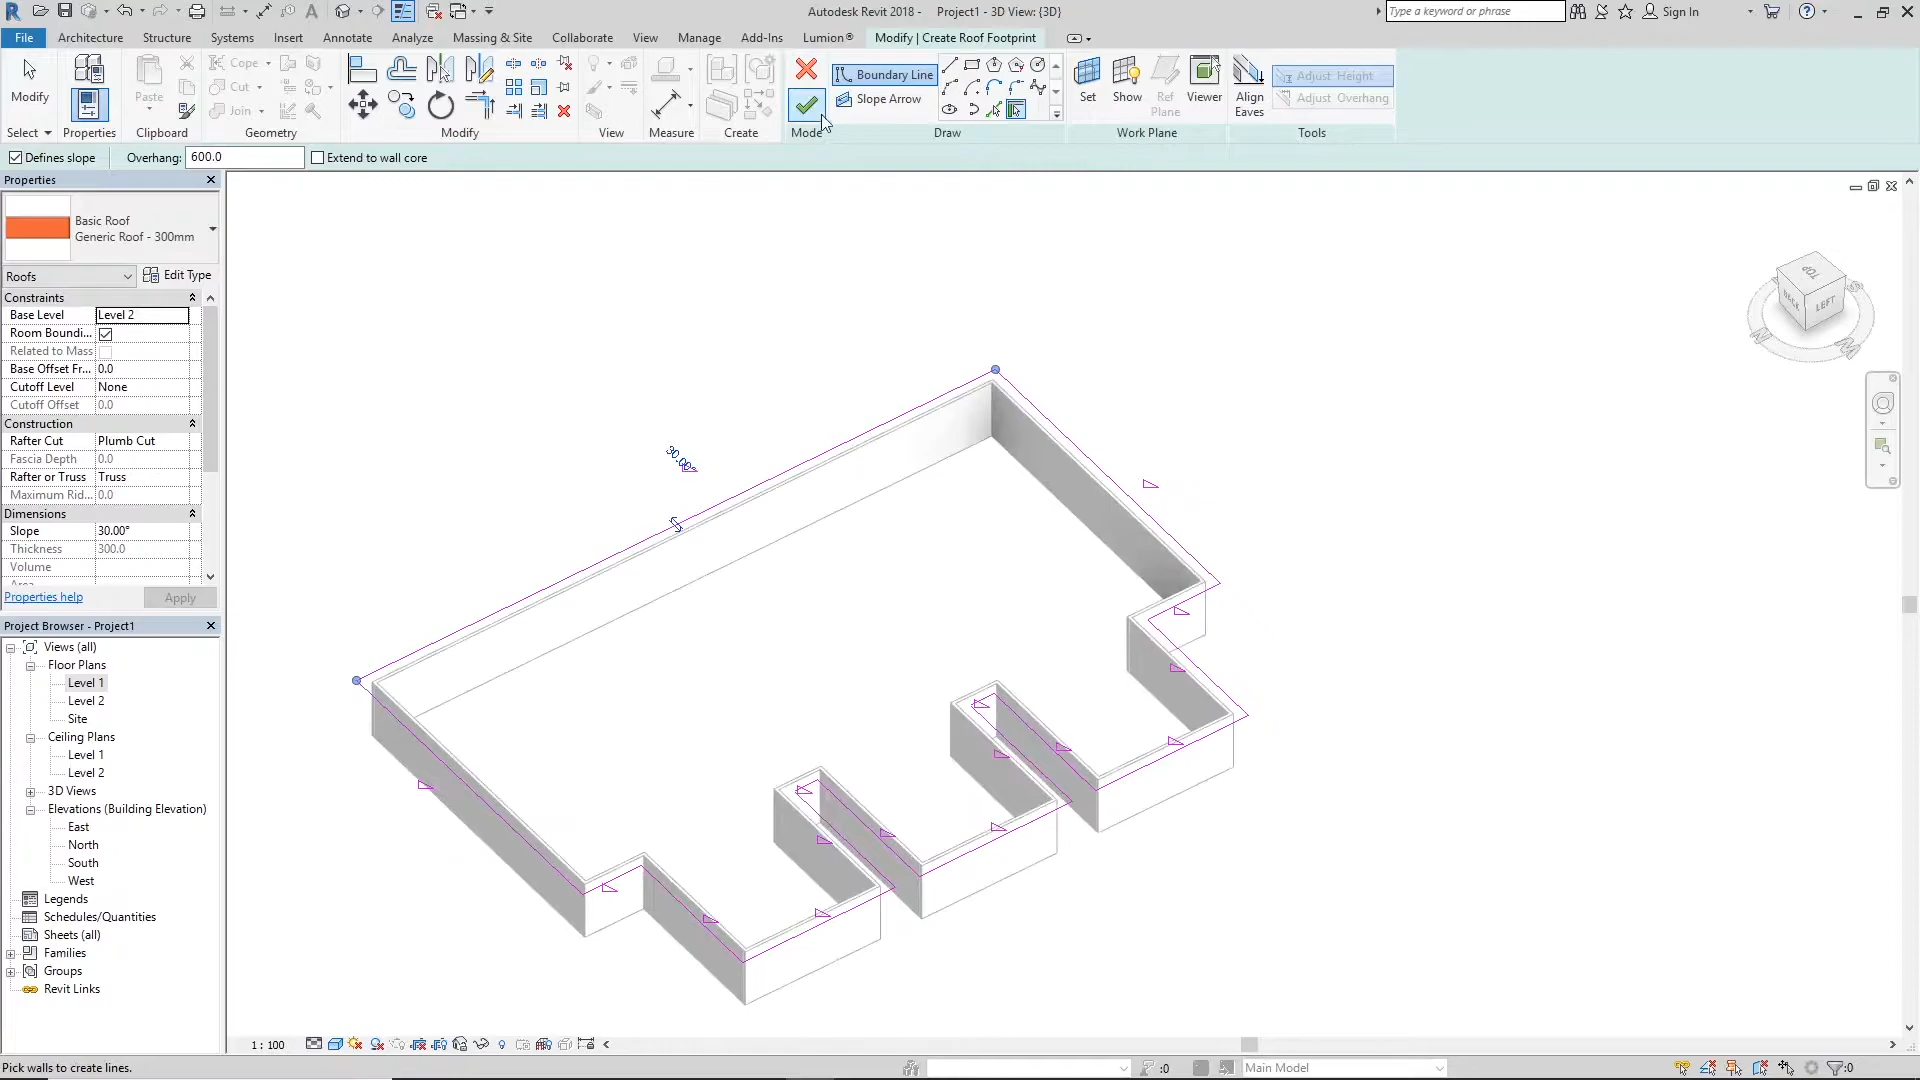 Autodesk Revit 2018 - Project1 - 3D View: {3D}
Type a keyword or phrase
Sign In
File Architecture Structure Systems Insert Annotate Analyze Massing & Site Collaborate View Manage Add-Ins Lumion® Modify | Create Roof Footprint
Modify
Paste
Cope
Cut
Join
Boundary Line
Slope Arrow
Set
Show
Ref
Plane
Viewer
Align
Eaves
Adjust Height
Adjust Overhang
Select Properties Clipboard Geometry Modify View Measure Create Mode Draw Work Plane Tools
Defines slope Overhang: 600.0 Extend to wall core
Properties
Basic Roof
Generic Roof - 300mm
Roofs Edit Type
Constraints
Base Level Level 2
Room Boundi...
Related to Mass
Base Offset Fr... 0.0
Cutoff Level None
Cutoff Offset 0.0
Construction
Rafter Cut Plumb Cut
Fascia Depth 0.0
Rafter or Truss Truss
Maximum Rid... 0.0
Dimensions
Slope 30.00°
Thickness 300.0
Volume
Area
Properties help Apply
Project Browser - Project1
Views (all)
Floor Plans
Level 1
Level 2
Site
Ceiling Plans
Level 1
Level 2
3D Views
Elevations (Building Elevation)
East
North
South
West
Legends
Schedules/Quantities
Sheets (all)
Families
Groups
Revit Links
30.00°
TOP
BACK
LEFT
N
W
S
1 : 100
Pick walls to create lines.
:0
Main Model
:0